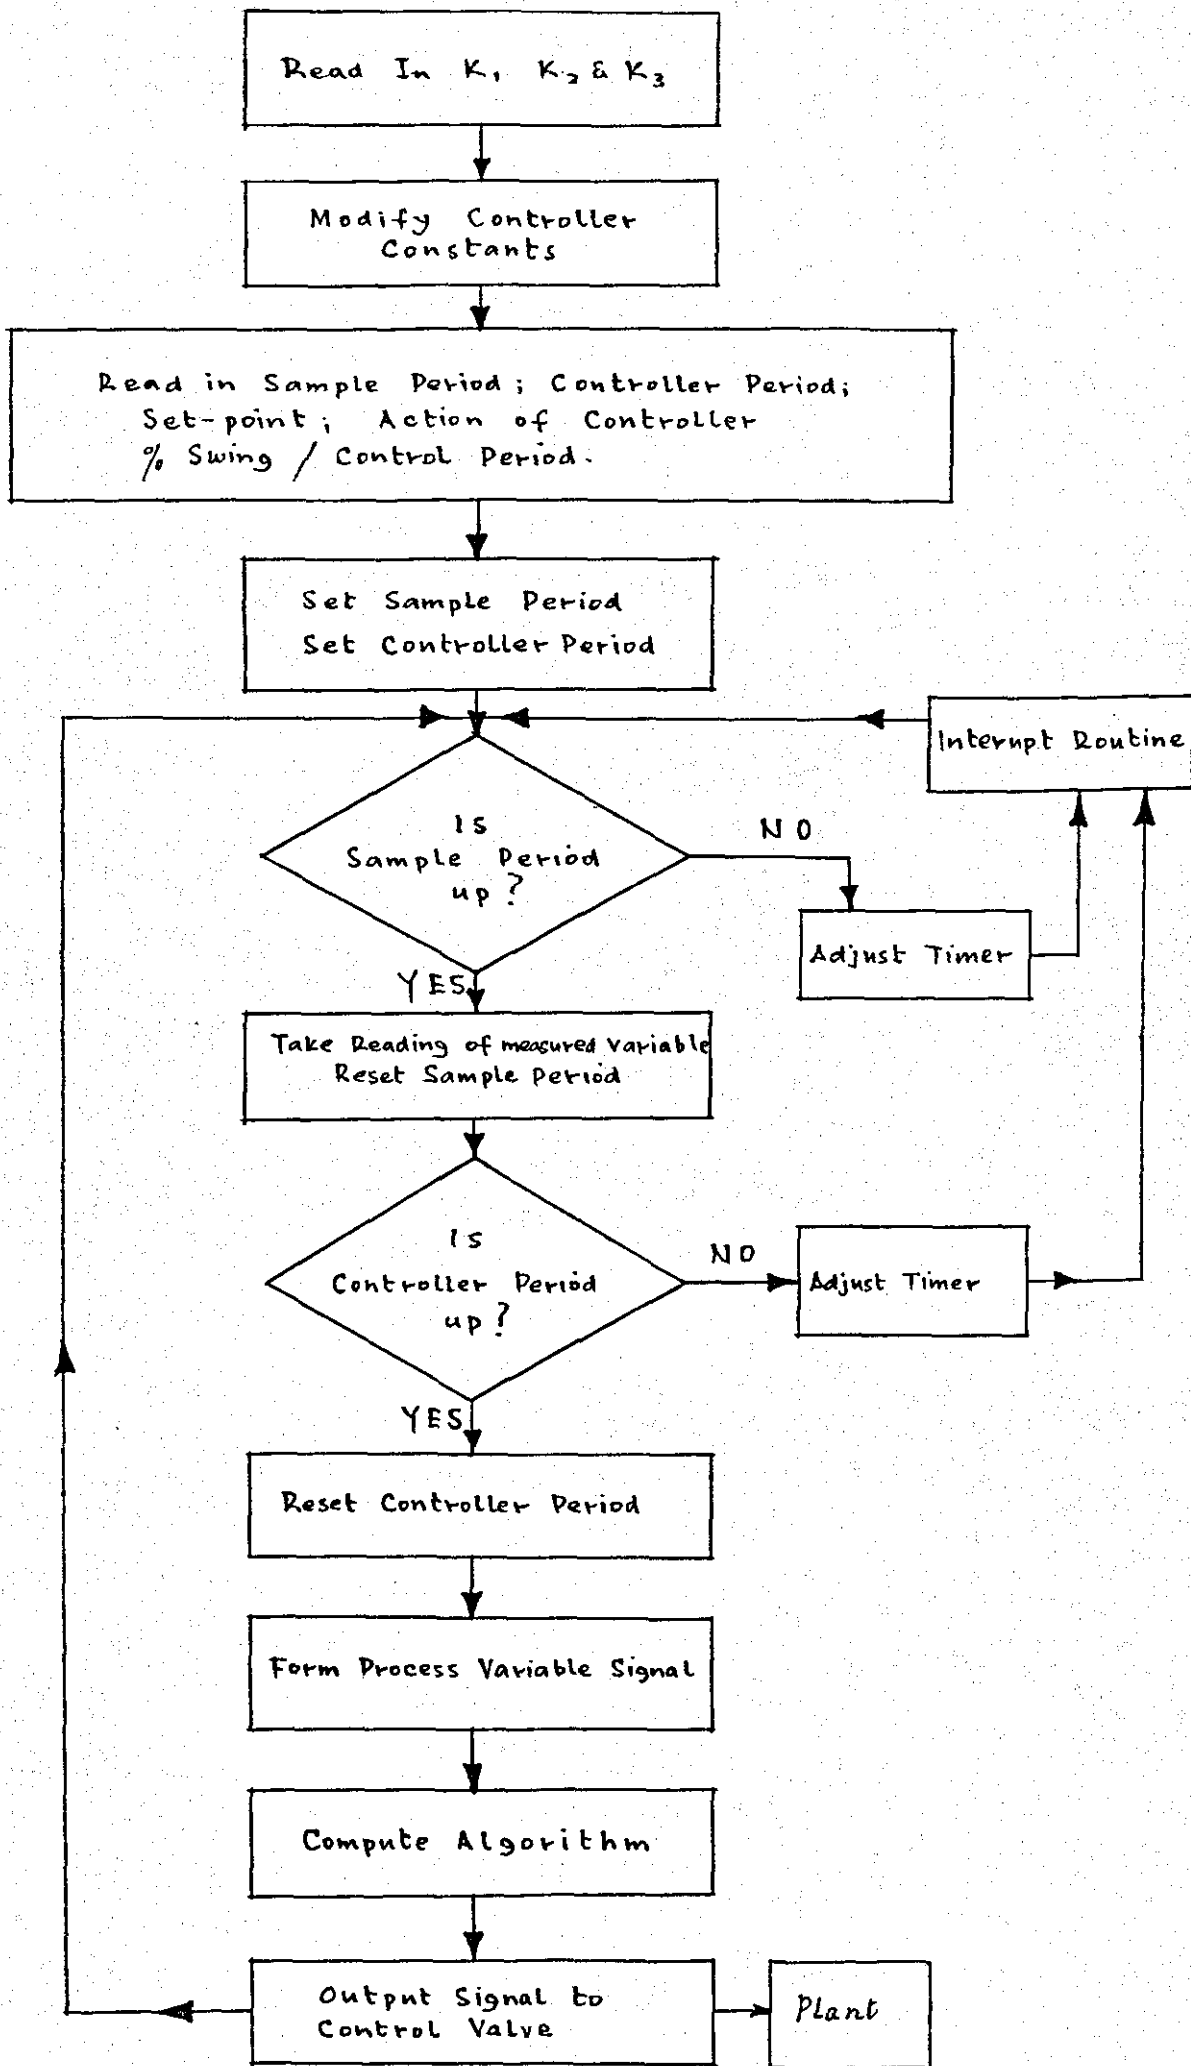 Read In K₁ K₂ & K₃
Modify Controller
Constants
Read in Sample Period; Controller Period;
Set-point; Action of Controller
% Swing / Control Period.
Set Sample Period
Set Controller Period
Interupt Routine
Is
Sample Period
up?
NO
Adjust Timer
YES
Take Reading of measured variable
Reset Sample Period
Is
Controller Period
up?
NO
Adjust Timer
YES
Reset Controller Period
Form Process Variable Signal
Compute Algorithm
Output Signal to
Control Valve
Plant